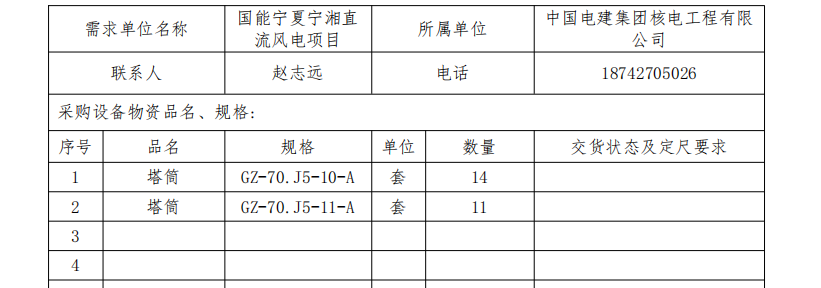 需求单位名称 国能宁夏宁湘直流风电项目 所属单位 中国电建集团核电工程有限公司
联系人 赵志远 电话 18742705026
采购设备物资品名、规格:
序号 品名 规格 单位 数量 交货状态及定尺要求
1 塔筒 GZ-70.J5-10-A 套 14
2 塔筒 GZ-70.J5-11-A 套 11
3
4